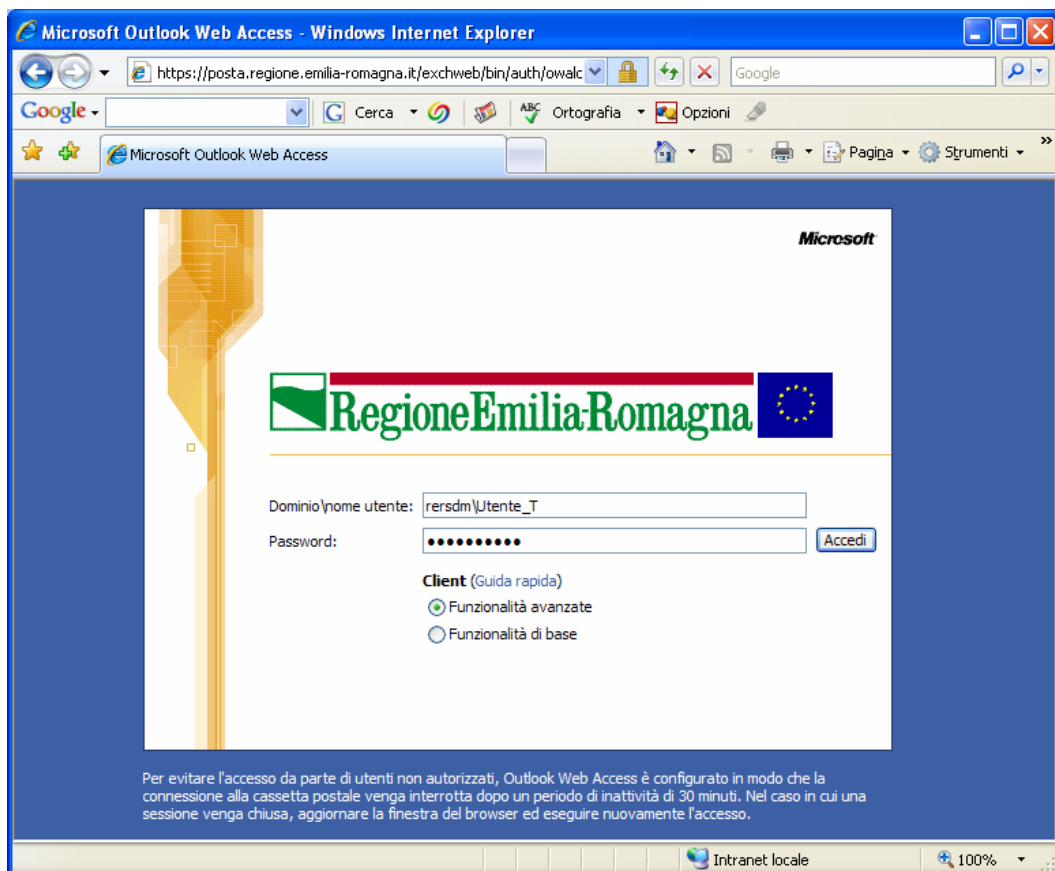 Microsoft Outlook Web Access - Windows Internet Explorer
https://posta.regione.emilia-romagna.it/exchweb/bin/auth/owalc
Google
Google
G Cerca
ABC Ortografia
Opzioni
Microsoft Outlook Web Access
Pagina
Strumenti
»
Microsoft
RegioneEmilia-Romagna
Dominio\nome utente: rersdm\Utente_T
Password: ●●●●●●●●●●
Accedi
Client (Guida rapida)
Funzionalità avanzate
Funzionalità di base
Per evitare l'accesso da parte di utenti non autorizzati, Outlook Web Access è configurato in modo che la
connessione alla cassetta postale venga interrotta dopo un periodo di inattività di 30 minuti. Nel caso in cui una
sessione venga chiusa, aggiornare la finestra del browser ed eseguire nuovamente l'accesso.
Intranet locale
100%